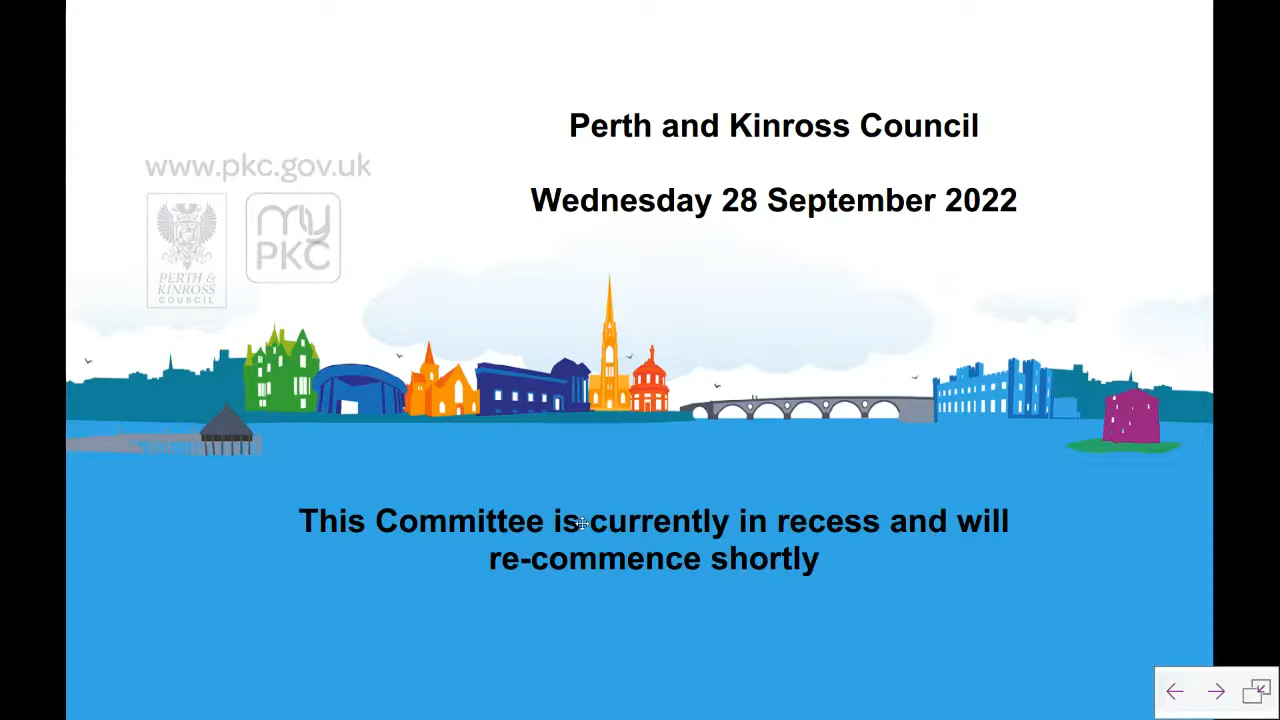 Perth and Kinross Council
www.pkc.gov.uk
Wednesday 28 September 2022
my
PKC
PERTH &
KINROSS
COUNCIL
This Committee is currently in recess and will
re-commence shortly